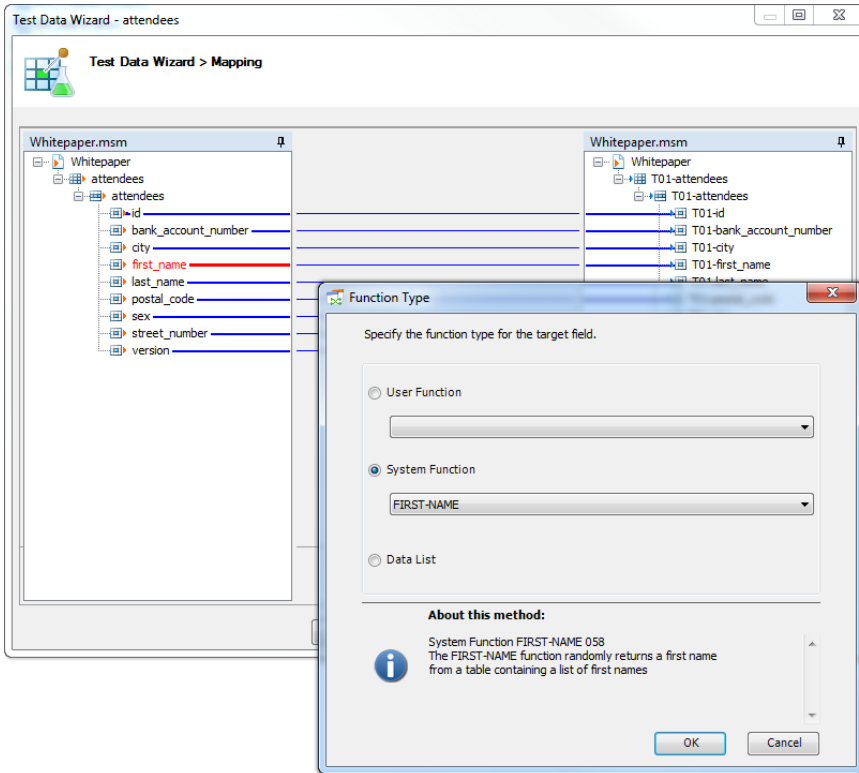 Test Data Wizard - attendees
Test Data Wizard > Mapping
Whitepaper.msm
Whitepaper
attendees
attendees
id
bank_account_number
city
first_name
last_name
postal_code
sex
street_number
version
Whitepaper.msm
Whitepaper
T01-attendees
T01-attendees
T01-id
T01-bank_account_number
T01-city
T01-first_name
T01-last_name
Function Type
Specify the function type for the target field.
User Function
System Function
FIRST-NAME
Data List
About this method:
System Function FIRST-NAME 058
The FIRST-NAME function randomly returns a first name
from a table containing a list of first names
OK
Cancel